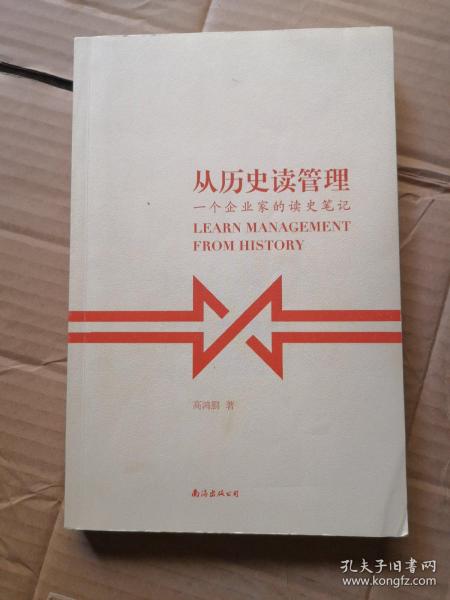 从历史读管理
一个企业家的读史笔记
LEARN MANAGEMENT
FROM HISTORY
高鸿鹏 著
南海出版公司
孔夫子旧书网
www.kongfz.com